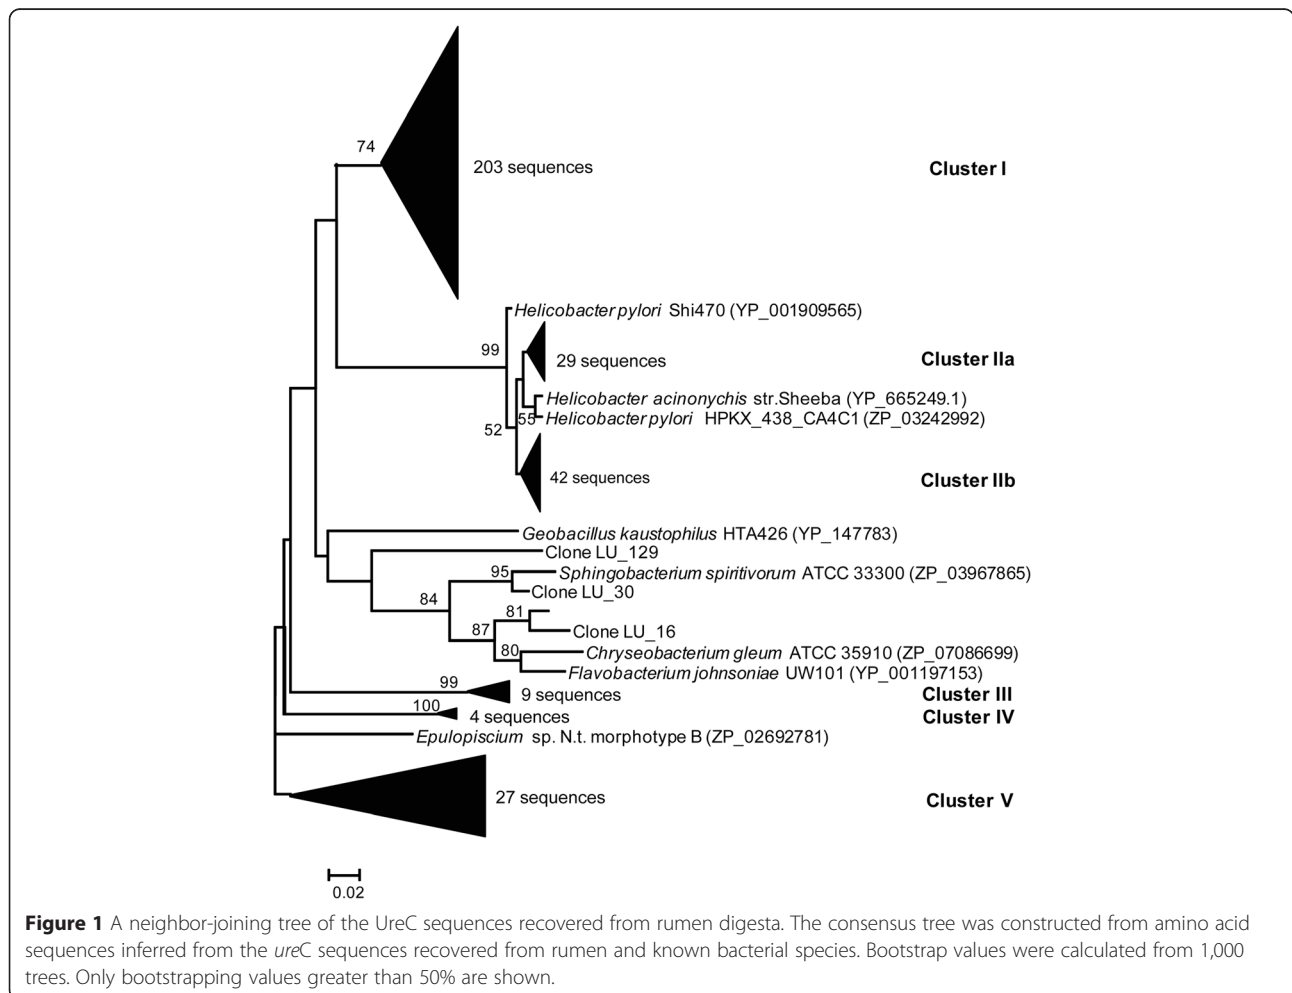 74
203 sequences Cluster I
Helicobacter pylori Shi470 (YP_001909565)
99
29 sequences Cluster IIa
Helicobacter acinonychis str.Sheeba (YP_665249.1)
55 Helicobacter pylori HPKX_438_CA4C1 (ZP_03242992)
52
42 sequences Cluster IIb
Geobacillus kaustophilus HTA426 (YP_147783)
Clone LU_129
95 Sphingobacterium spiritivorum ATCC 33300 (ZP_03967865)
Clone LU_30
84
81
87 Clone LU_16
80 Chryseobacterium gleum ATCC 35910 (ZP_07086699)
Flavobacterium johnsoniae UW101 (YP_001197153)
99 9 sequences Cluster III
100 4 sequences Cluster IV
Epulopiscium sp. N.t. morphotype B (ZP_02692781)
27 sequences Cluster V
0.02
Figure 1 A neighbor-joining tree of the UreC sequences recovered from rumen digesta. The consensus tree was constructed from amino acid
sequences inferred from the ureC sequences recovered from rumen and known bacterial species. Bootstrap values were calculated from 1,000
trees. Only bootstrapping values greater than 50% are shown.